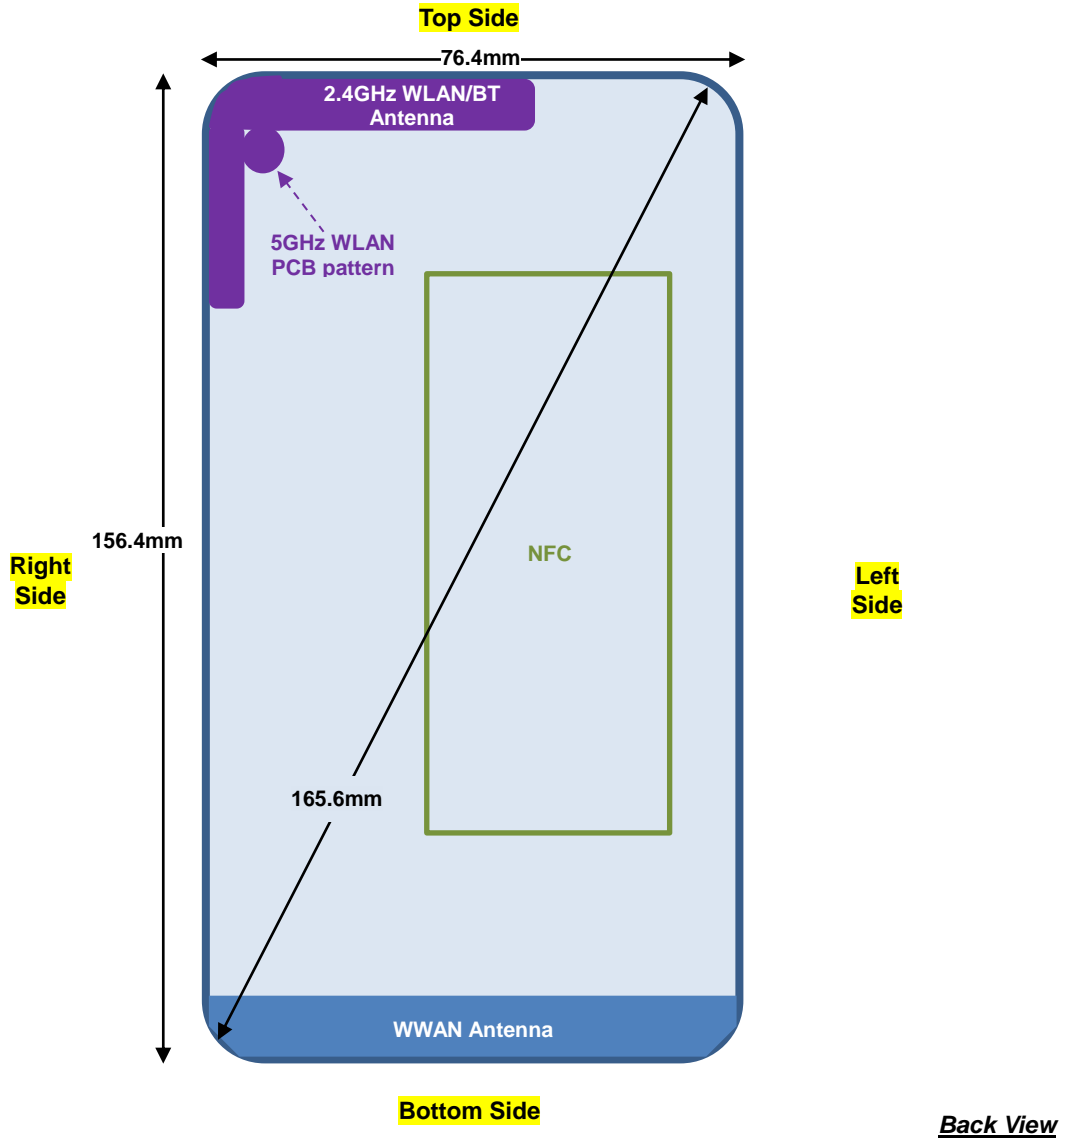 Top Side
76.4mm
2.4GHz WLAN/BT
Antenna
5GHz WLAN
PCB pattern
156.4mm
NFC
Right
Side
Left
Side
165.6mm
WWAN Antenna
Bottom Side
Back View